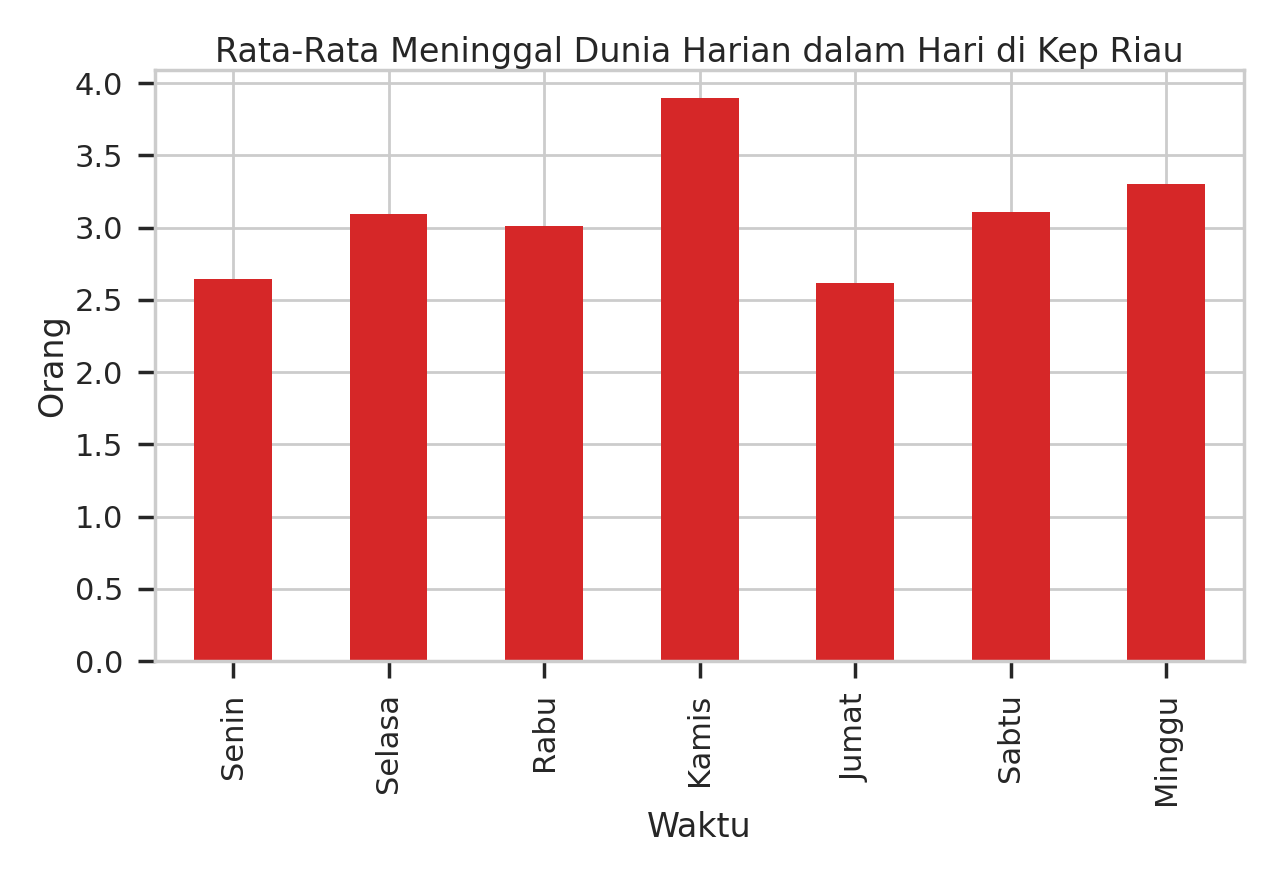 Rata-Rata Meninggal Dunia Harian dalam Hari di Kep Riau
4.0
3.5
3.0
2.5
2.0
1.5
1.0
0.5
0.0
Orang
Senin
Selasa
Rabu
Kamis
Jumat
Sabtu
Minggu
Waktu